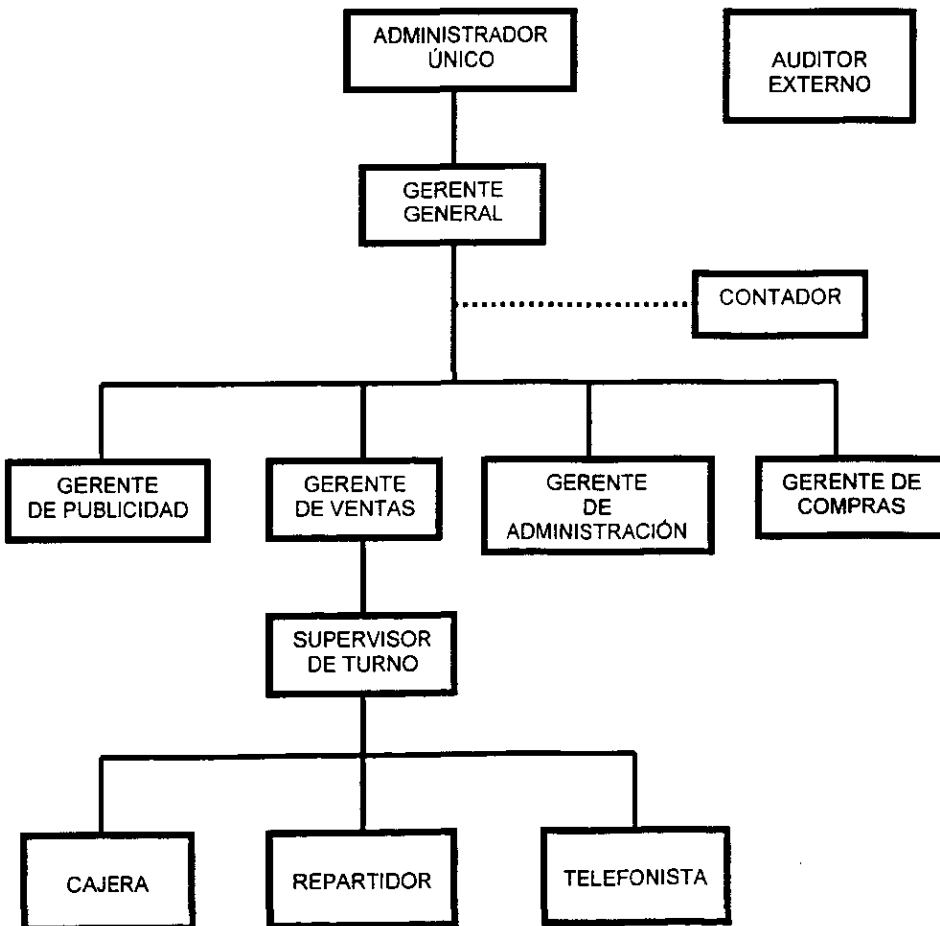 ADMINISTRADOR
ÚNICO
AUDITOR
EXTERNO
GERENTE
GENERAL
CONTADOR
GERENTE
DE PUBLICIDAD
GERENTE
DE VENTAS
GERENTE
DE
ADMINISTRACIÓN
GERENTE DE
COMPRAS
SUPERVISOR
DE TURNO
CAJERA
REPARTIDOR
TELEFONISTA